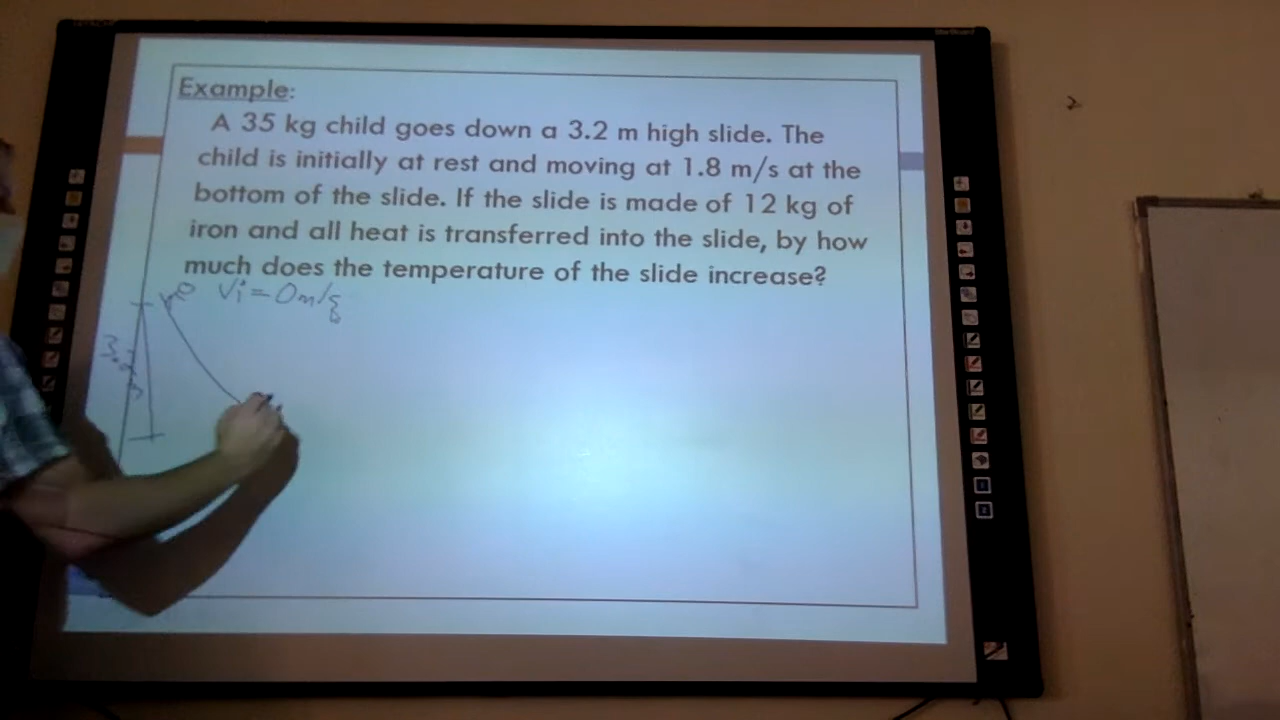 Example:
A 35 kg child goes down a 3.2 m high slide. The
child is initially at rest and moving at 1.8 m/s at the
bottom of the slide. If the slide is made of 12 kg of
iron and all heat is transferred into the slide, by how
much does the temperature of the slide increase?
Vi = 0 m/s
3.2m